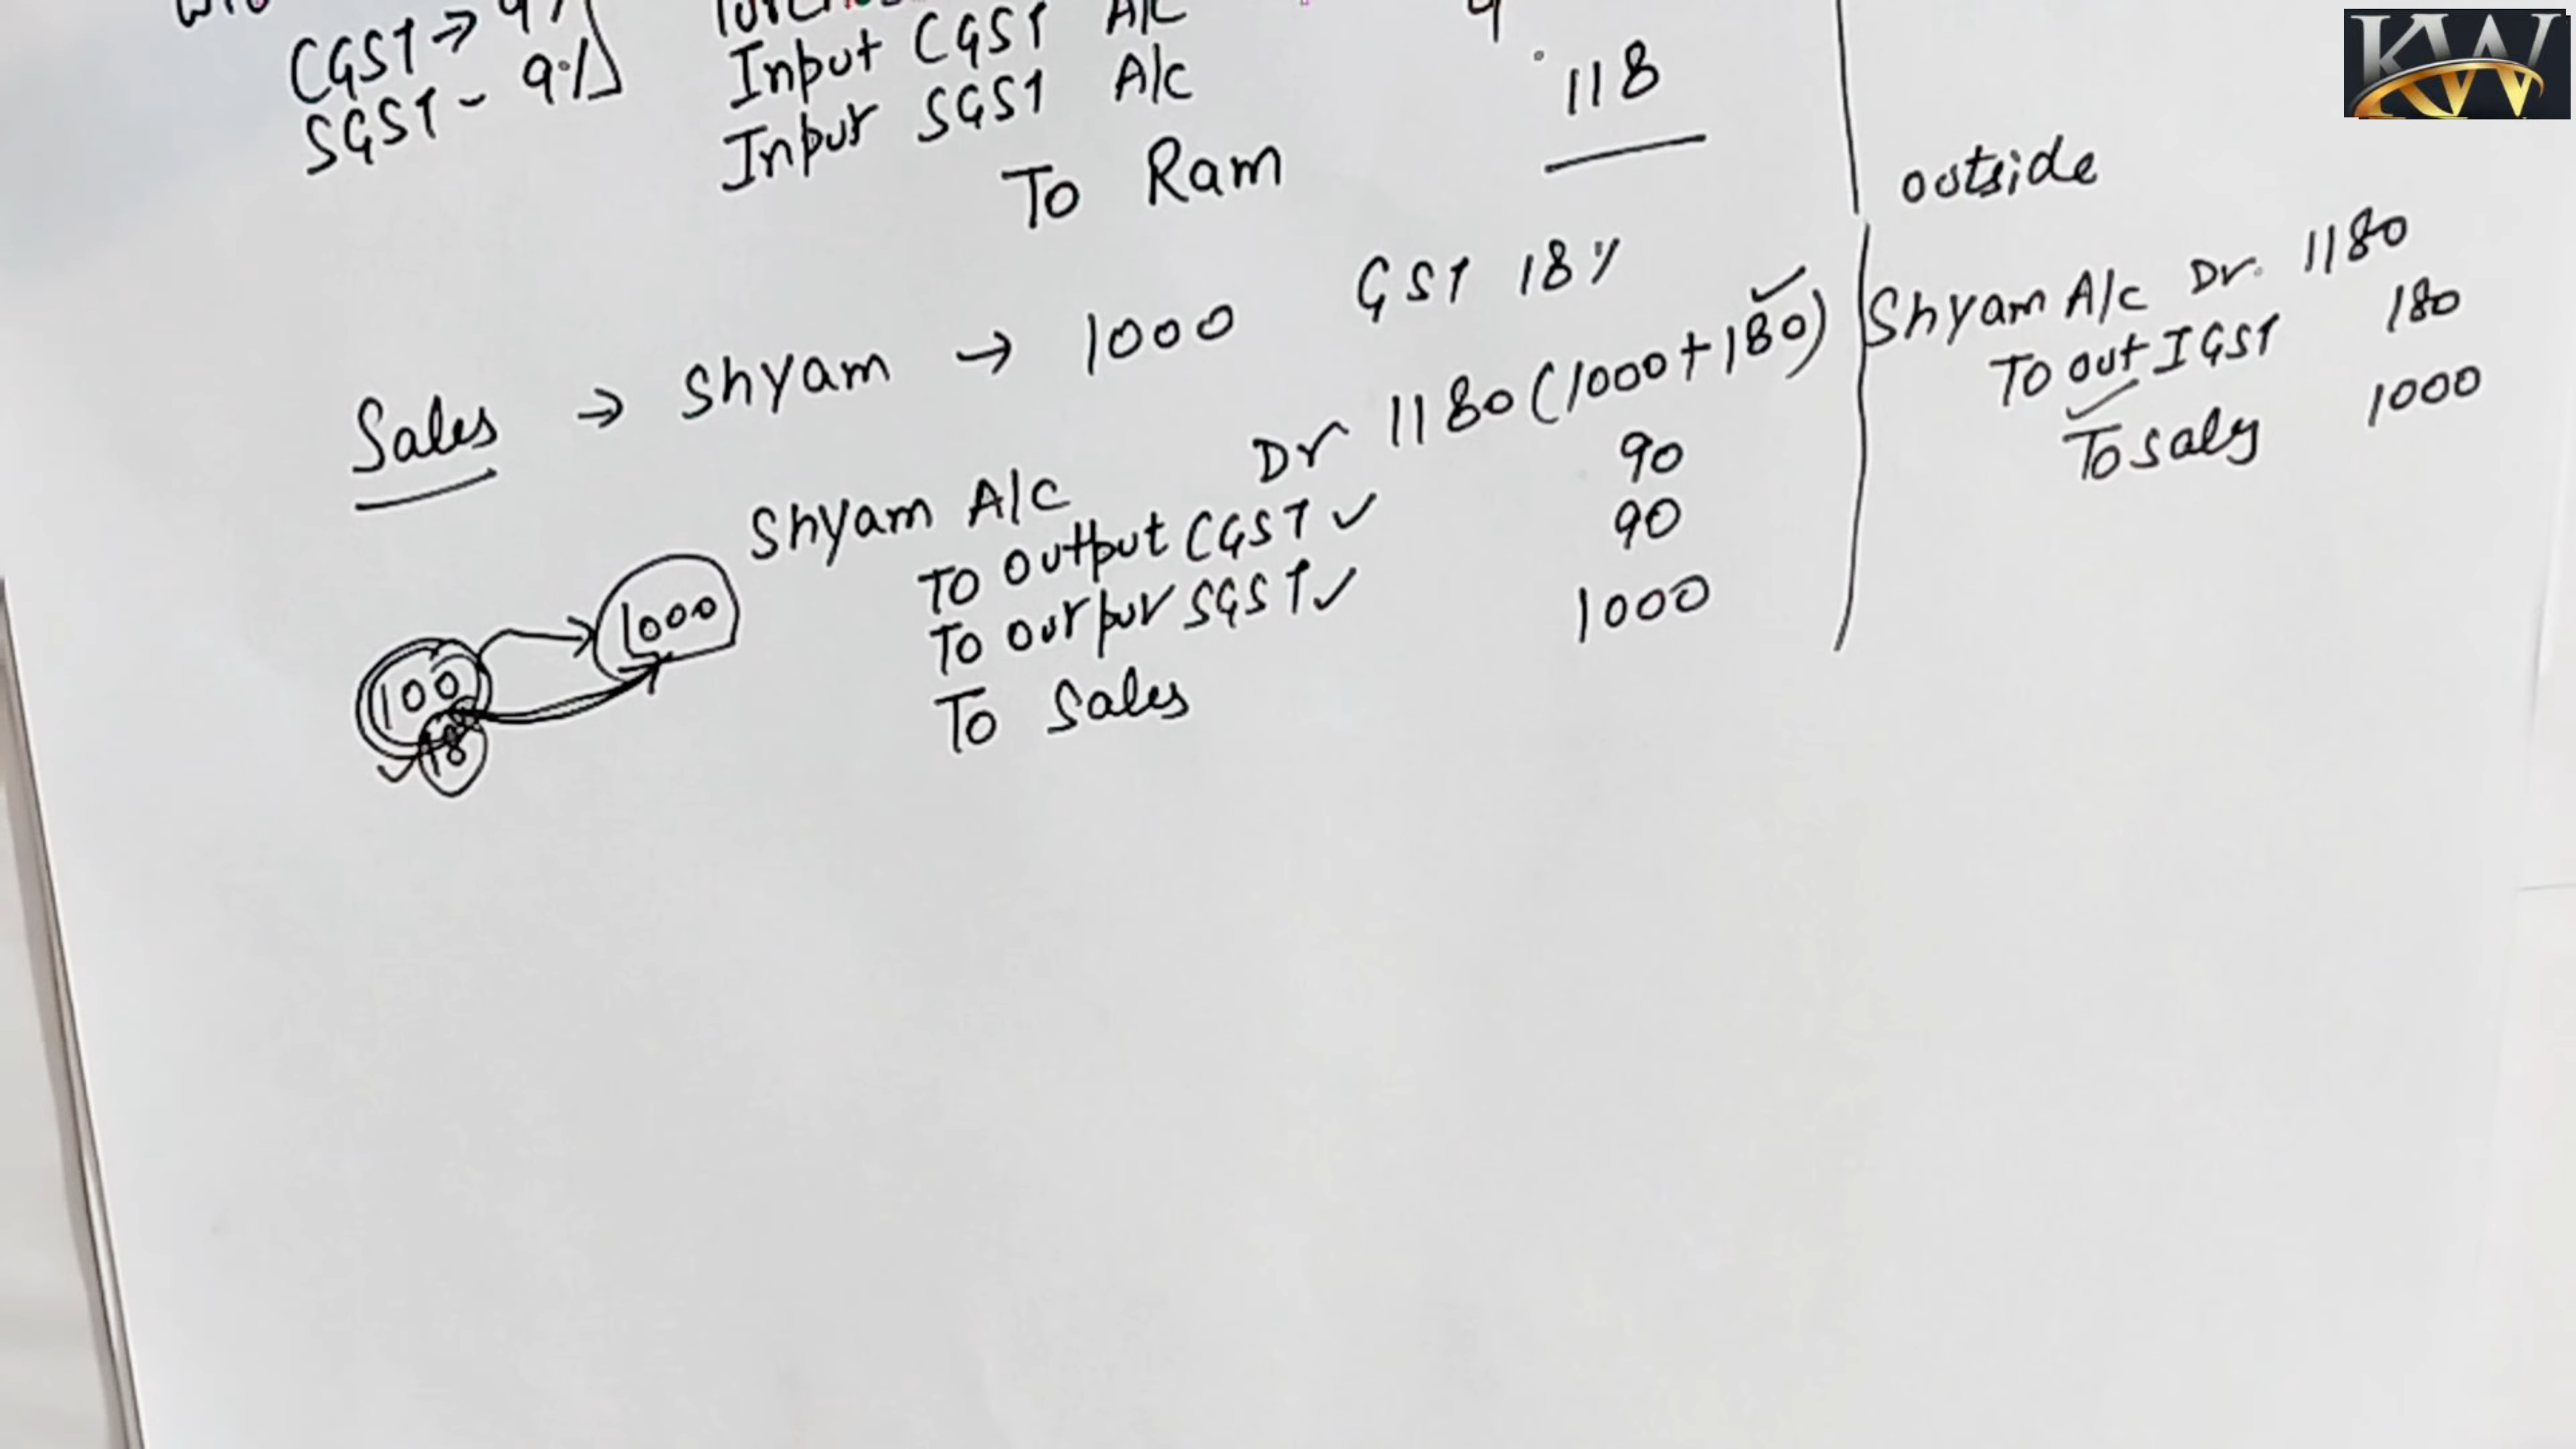 CGST → 9%
SGST - 9%
Input CGST A/c
Input SGST A/c
To Ram
118
outside
Sales → Shyam → 1000 GST 18%
Shyam A/c Dr 1180 (1000+180)
To output CGST ✓ 90
To output SGST ✓ 90
To Sales 1000
Shyam A/c Dr. 1180
To out IGST 180
To Sales 1000
1000
100
18
KW